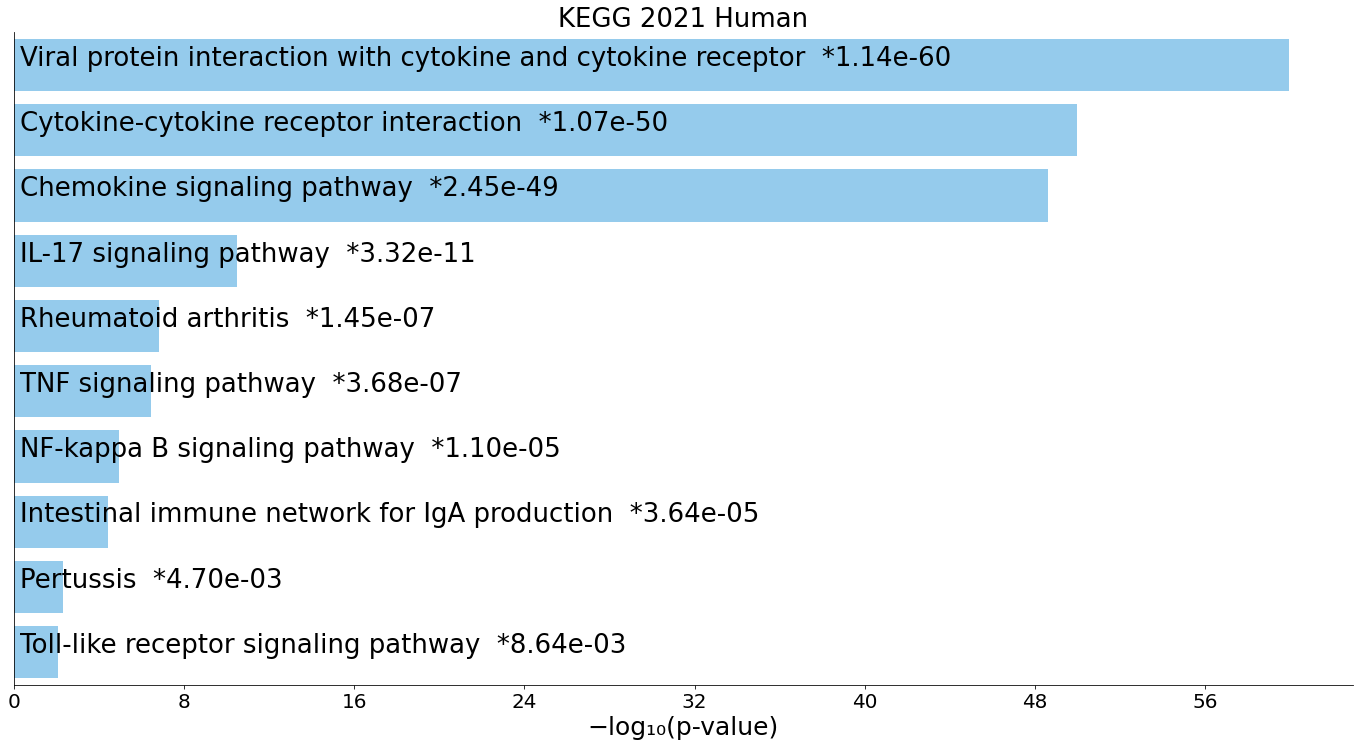 KEGG 2021 Human
Viral protein interaction with cytokine and cytokine receptor *1.14e-60
Cytokine-cytokine receptor interaction *1.07e-50
Chemokine signaling pathway *2.45e-49
IL-17 signaling pathway *3.32e-11
Rheumatoid arthritis *1.45e-07
TNF signaling pathway *3.68e-07
NF-kappa B signaling pathway *1.10e-05
Intestinal immune network for IgA production *3.64e-05
Pertussis *4.70e-03
Toll-like receptor signaling pathway *8.64e-03
0 8 16 24 32 40 48 56
−log₁₀(p-value)